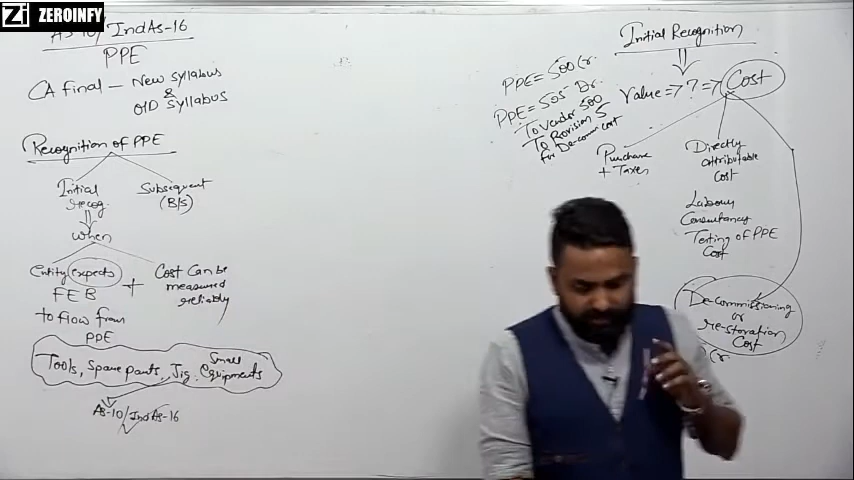 Zi ZEROINFY
AS-10/IndAs-16
PPE
CA Final – New Syllabus
&
OlD Syllabus
Recognition of PPE
Initial
Recog.
Subsequent
(B/S)
When
Entity expects
FEB
to flow from
PPE
+
Cost Can be
measured
reliably
Tools, Spare parts, Jig, Small
Equipments
As-10/IndAs-16
Initial Recognition
Value => ? => Cost
PPE = 500 Cr.
PPE = 505 Dr.
To Vendor 500
To Provision 5
for De-comm cost
Purchase
+ Taxes
Directly
attributable
Cost
Labour
Consultancy
Testing of PPE
Cost
De-commissioning
or
Re-storation
Cost